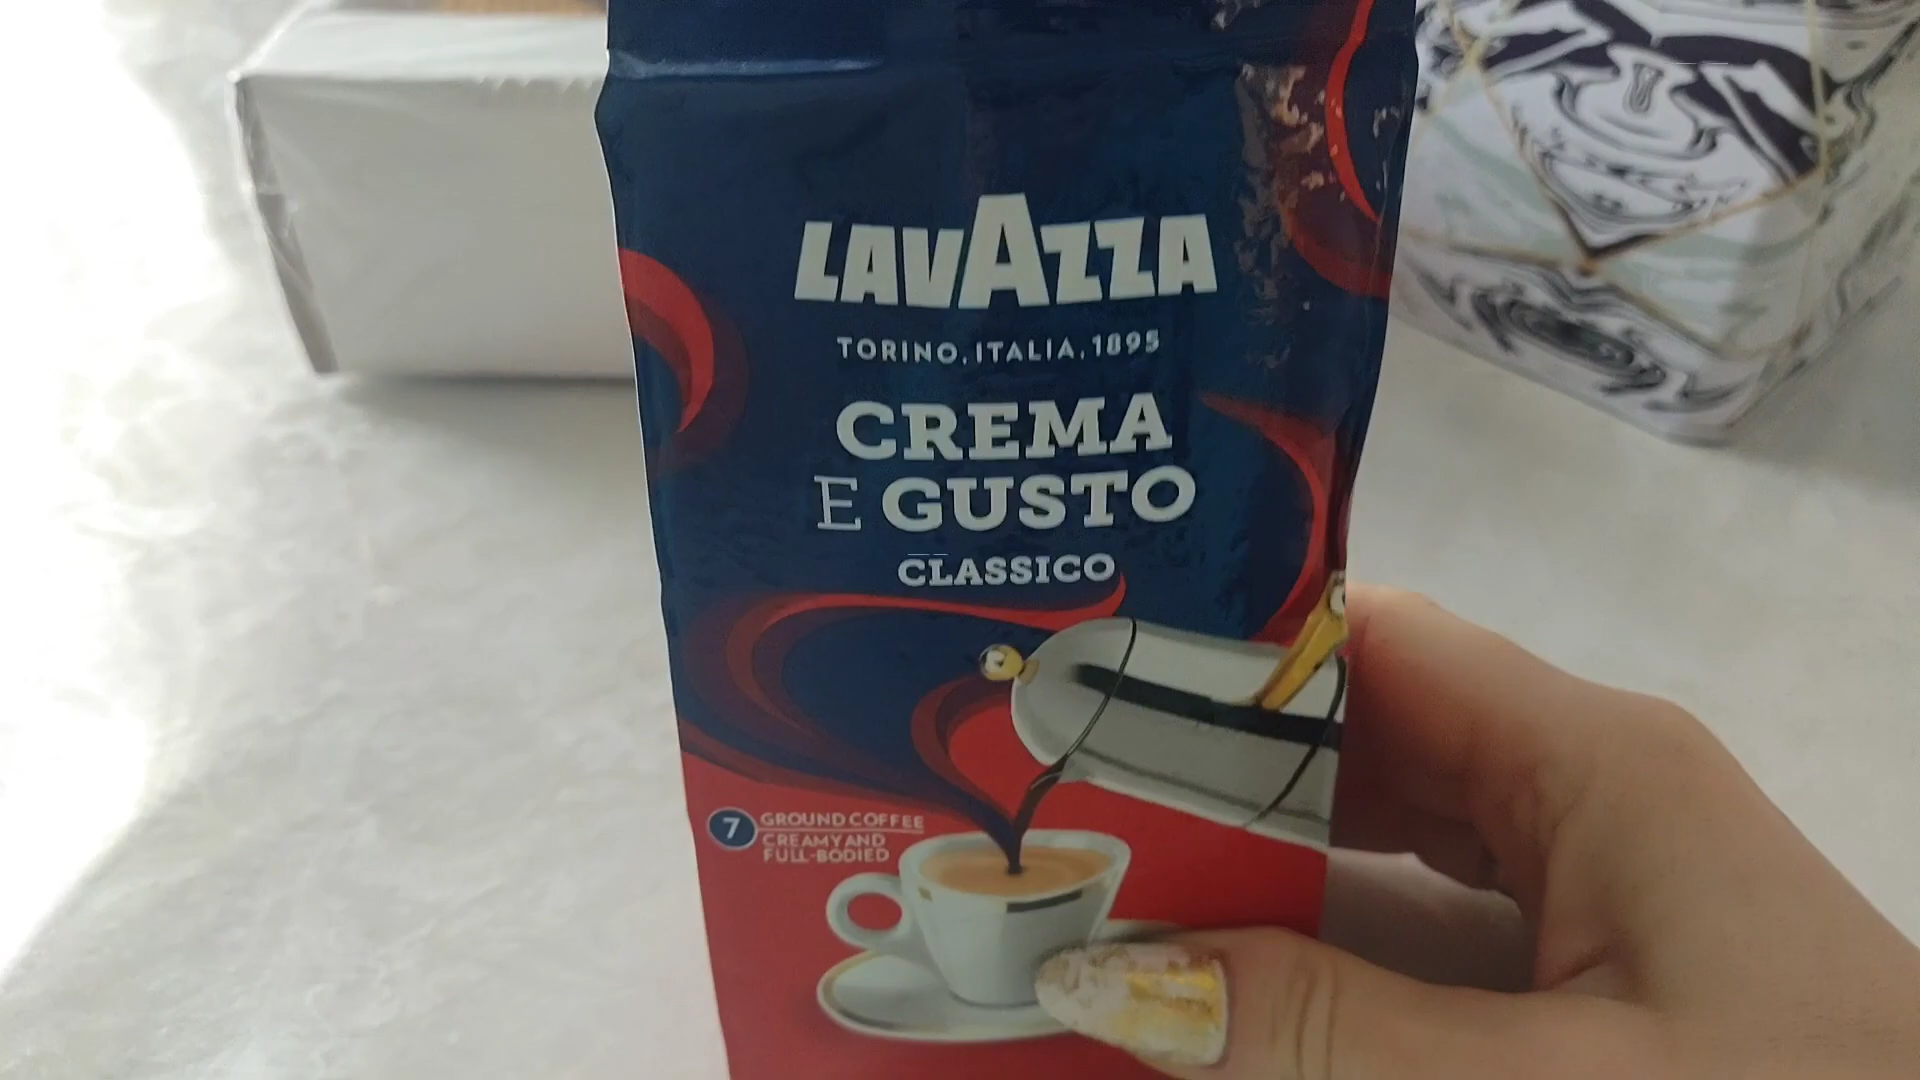 LAVAZZA
TORINO, ITALIA, 1895
CREMA
E GUSTO
CLASSICO
7 GROUND COFFEE
CREAMY AND
FULL-BODIED